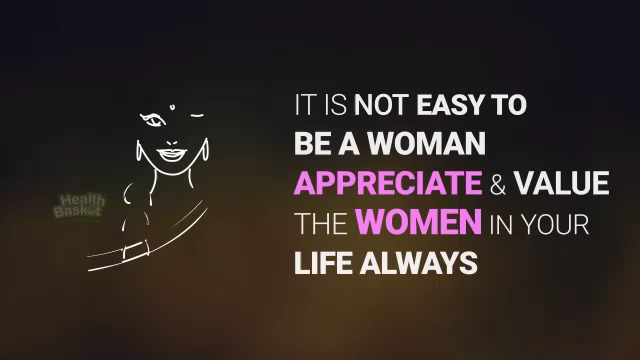 Health
Basket
IT IS NOT EASY TO
BE A WOMAN
APPRECIATE & VALUE
THE WOMEN IN YOUR
LIFE ALWAYS